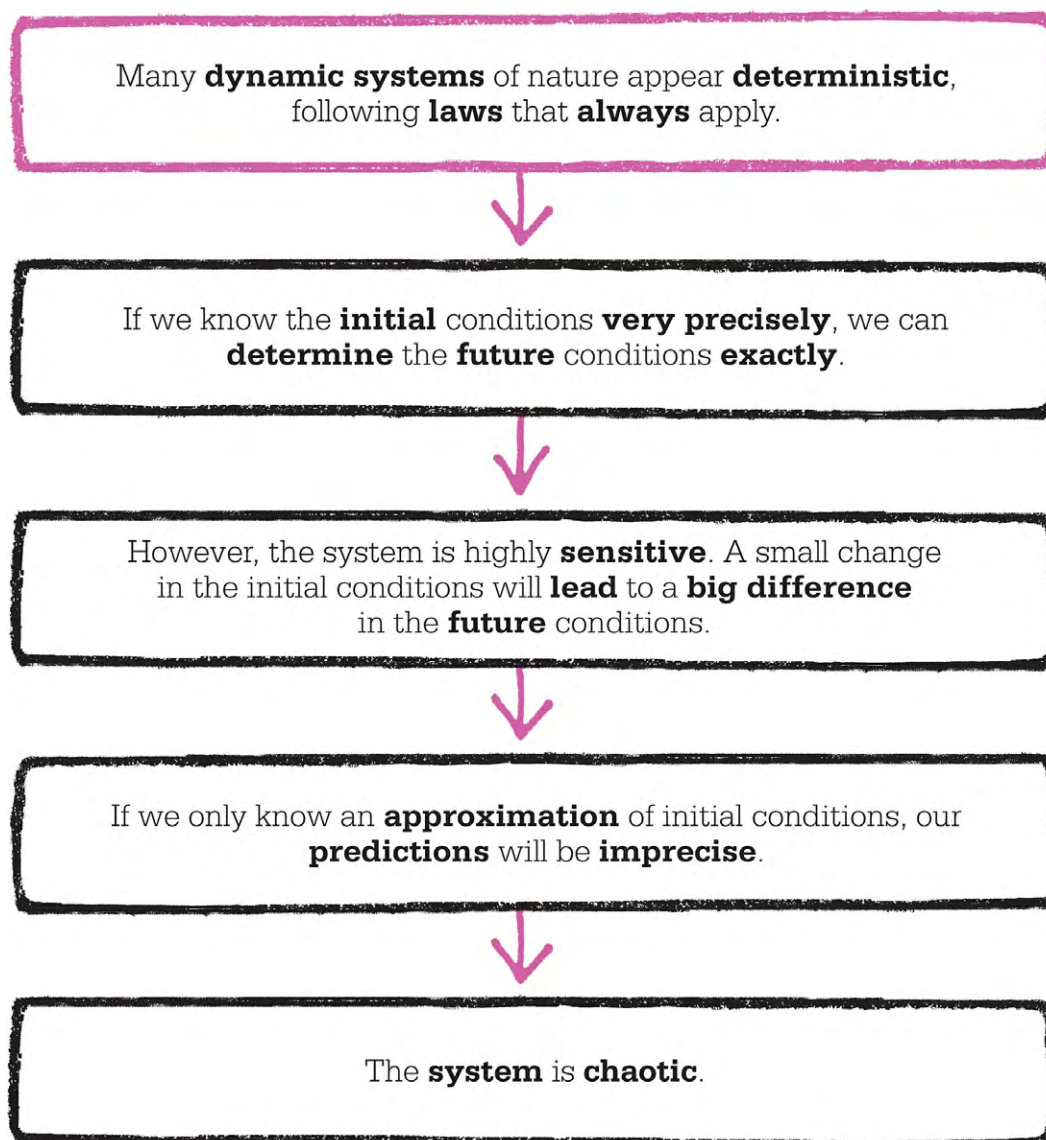 Many dynamic systems of nature appear deterministic,
following laws that always apply.
If we know the initial conditions very precisely, we can
determine the future conditions exactly.
However, the system is highly sensitive. A small change
in the initial conditions will lead to a big difference
in the future conditions.
If we only know an approximation of initial conditions, our
predictions will be imprecise.
The system is chaotic.